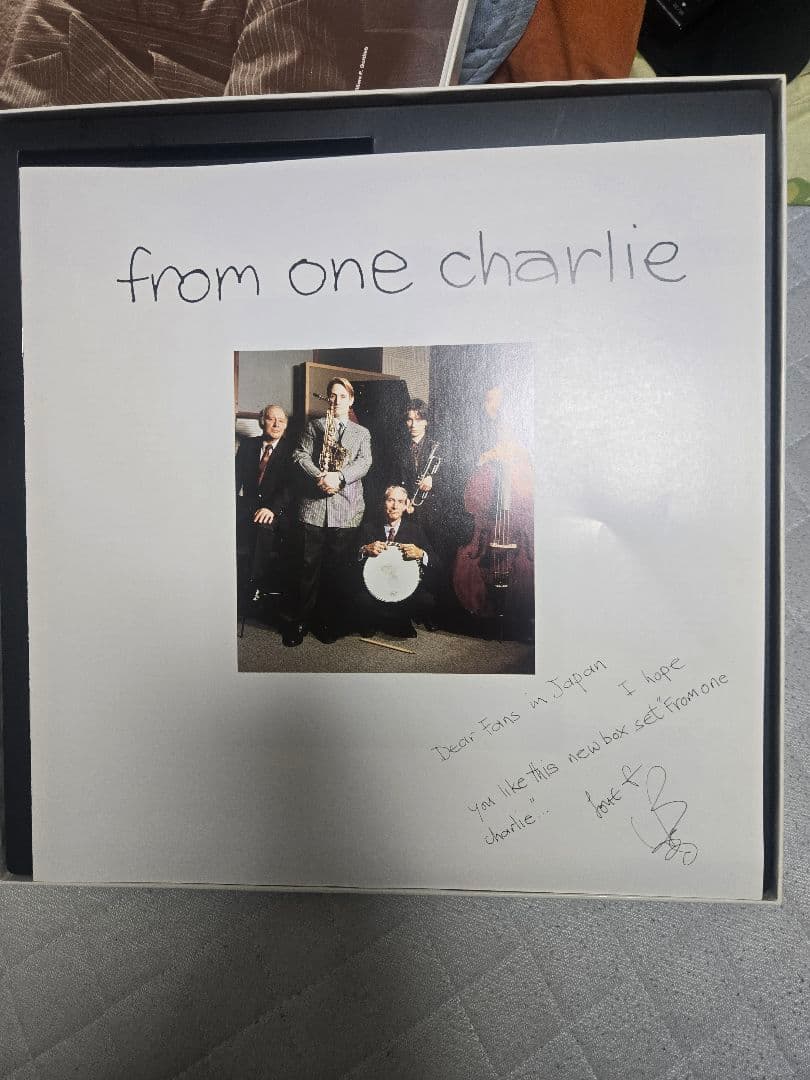 from one charlie
Dear Fans in Japan I hope
you like this new box set "From one
charlie"...
love &